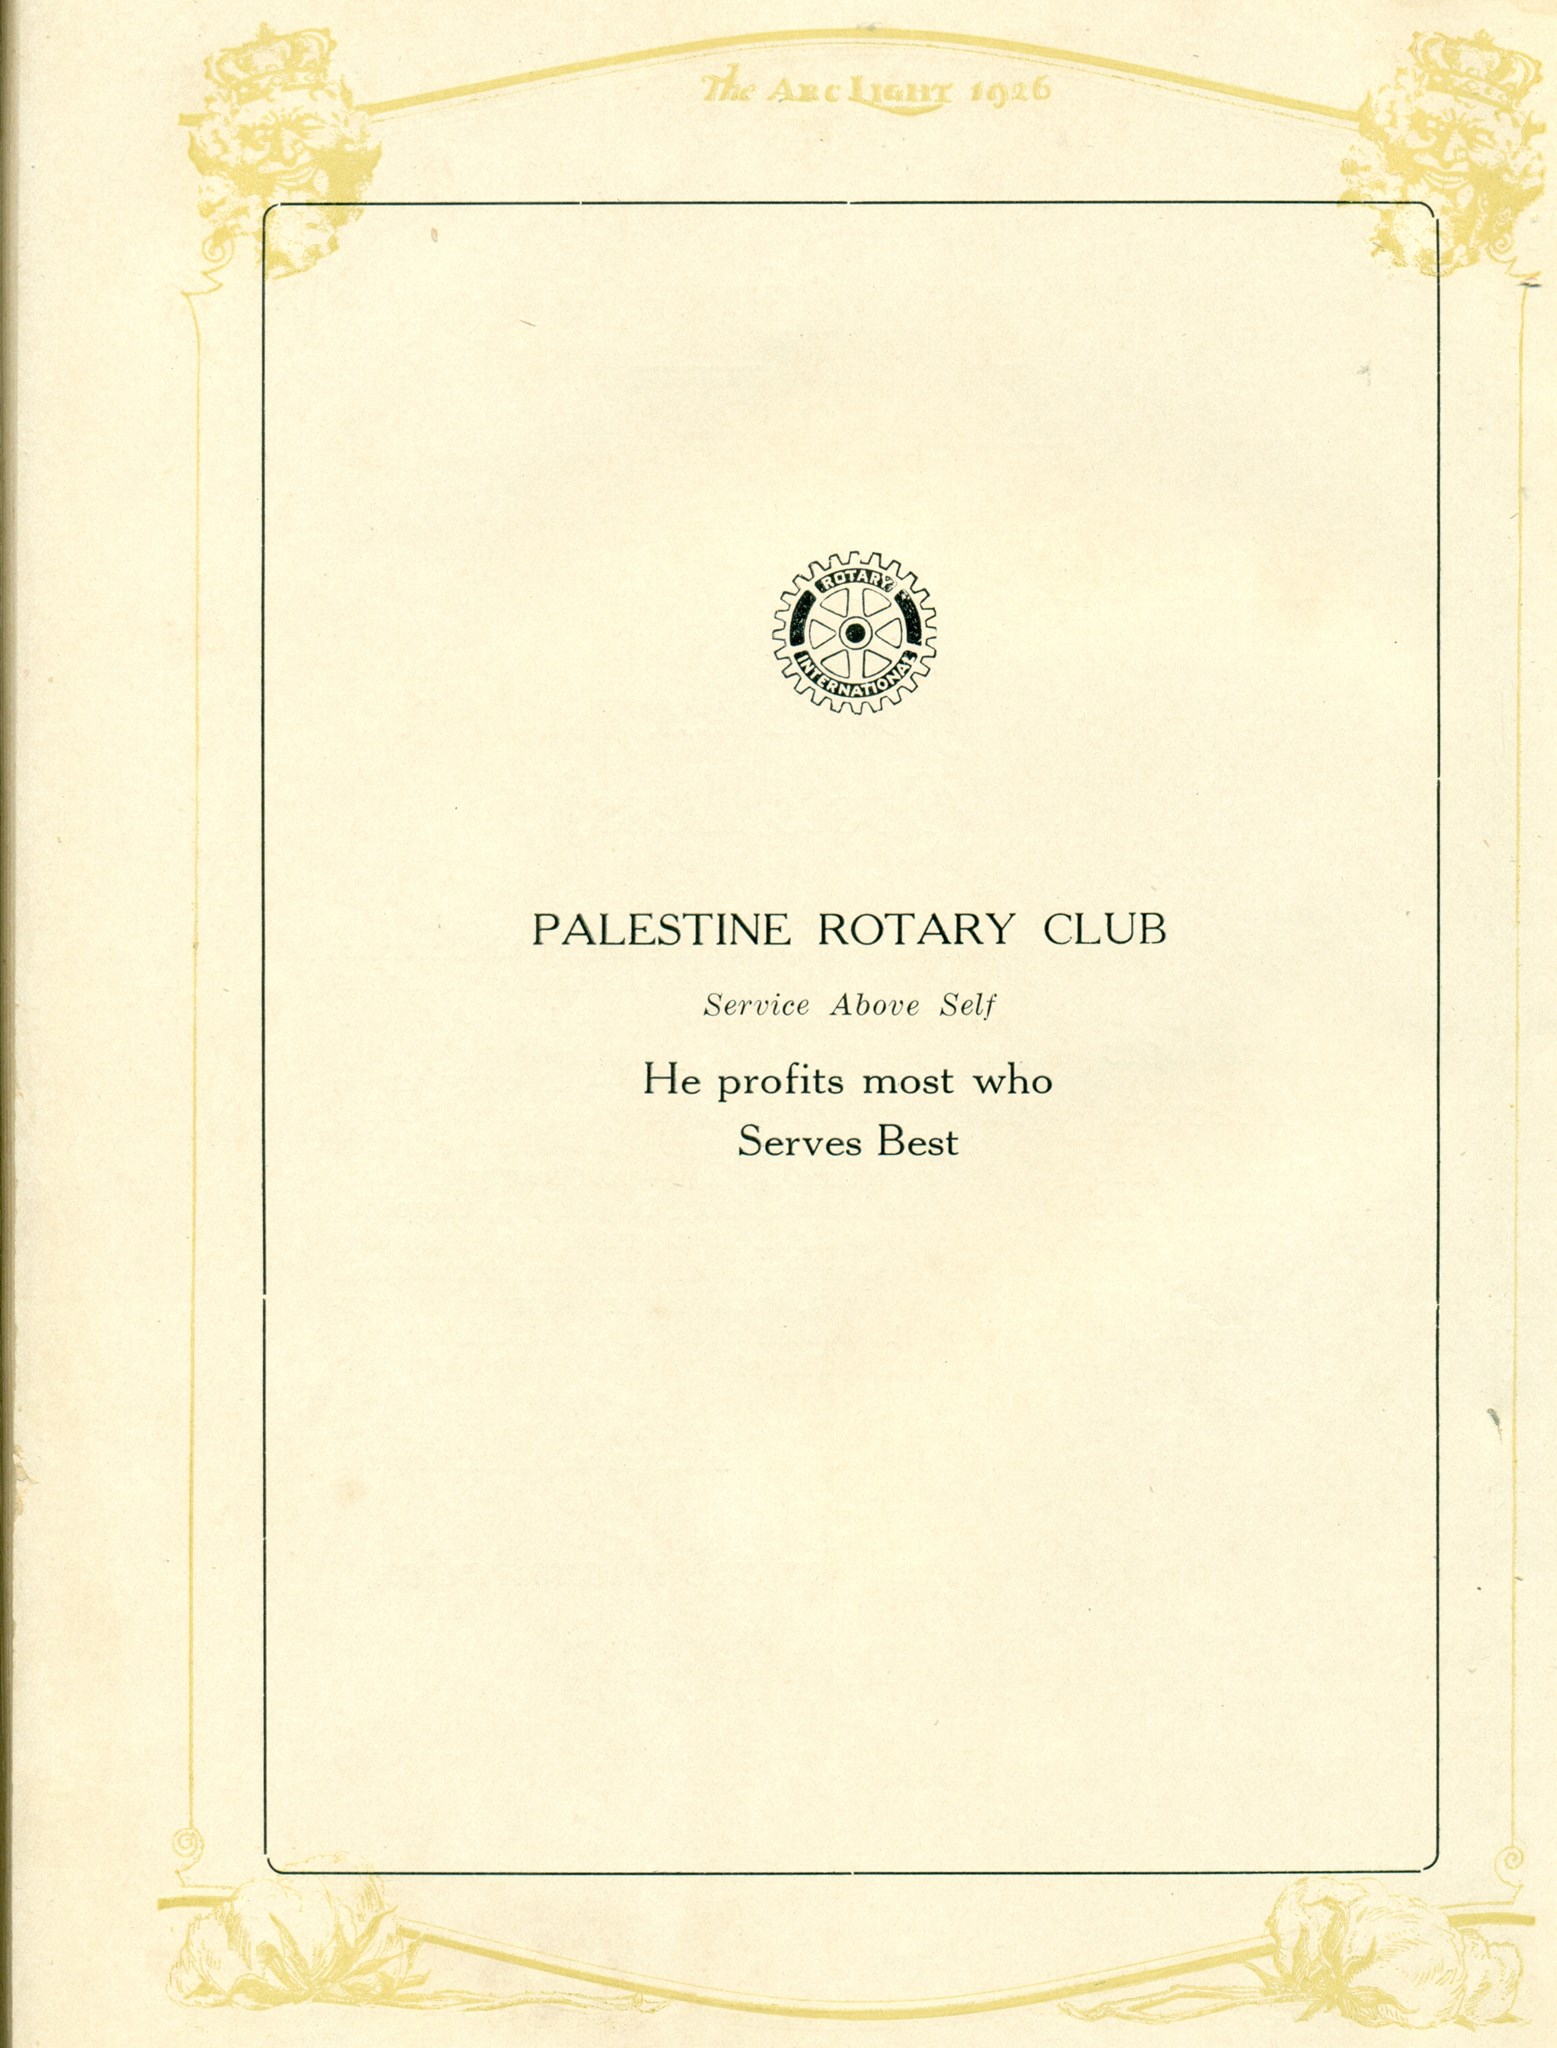 The ARC LIGHT 1926
ROTARY
INTERNATIONAL
PALESTINE ROTARY CLUB
Service Above Self
He profits most who
Serves Best